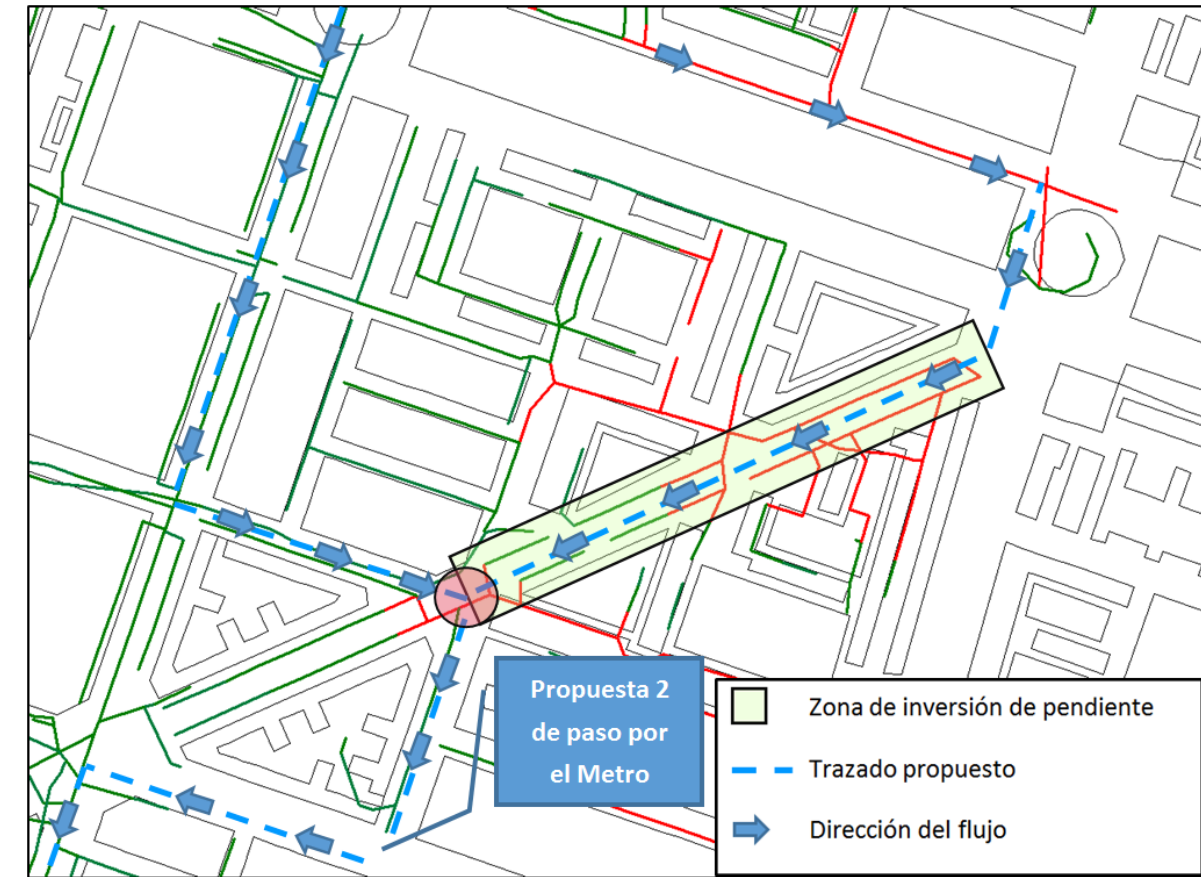 Propuesta 2
de paso por
el Metro
Zona de inversión de pendiente
Trazado propuesto
Dirección del flujo